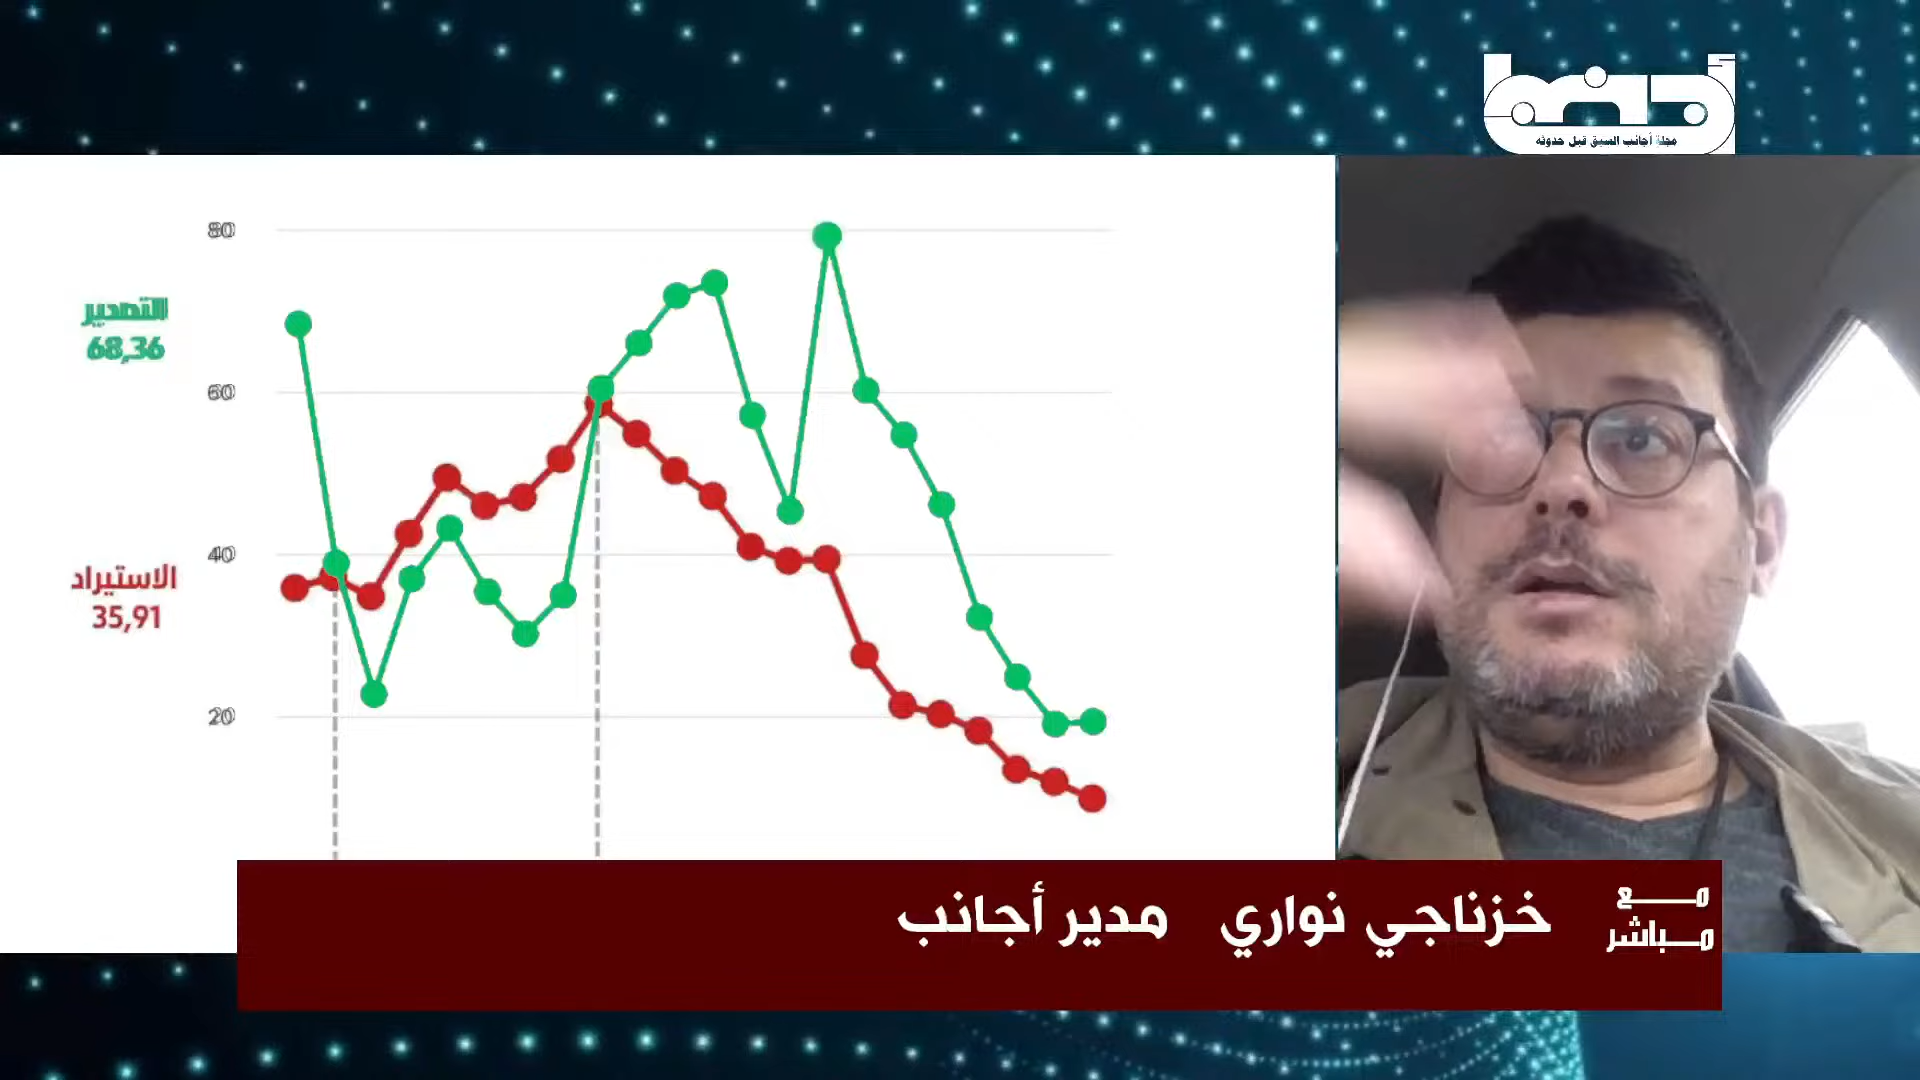 أجانب
مجلة أجانب السبق قبل حدوثه
80
التصدير
68,36
60
40
الاستيراد
35,91
20
مع
مباشر
خزناجي نواري مدير أجانب